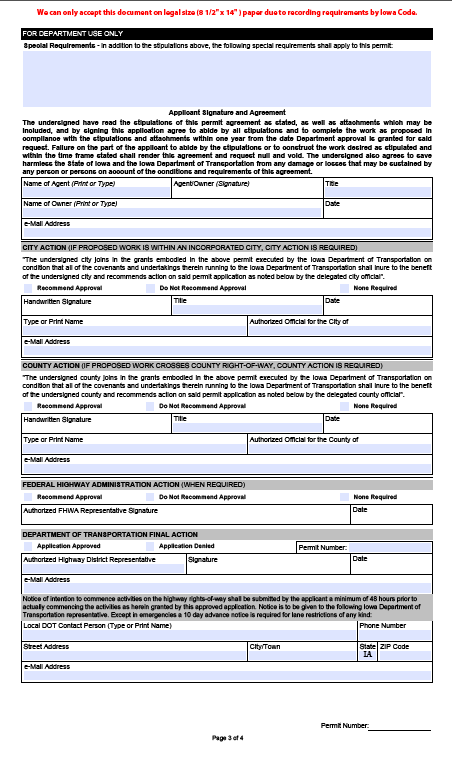 We can only accept this document on legal size (8 1/2" x 14" ) paper due to recording requirements by Iowa Code.
FOR DEPARTMENT USE ONLY
Special Requirements - In addition to the stipulations above, the following special requirements shall apply to this permit:
Applicant Signature and Agreement
The undersigned have read the stipulations of this permit agreement as stated, as well as attachments which may be
included, and by signing this application agree to abide by all stipulations and to complete the work as proposed in
compliance with the stipulations and attachments within one year from the date Department approval is granted for said
request. Failure on the part of the applicant to abide by the stipulations or to construct the work desired as stipulated and
within the time frame stated shall render this agreement and request null and void. The undersigned also agrees to save
harmless the State of Iowa and the Iowa Department of Transportation from any damage or losses that may be sustained by
any person or persons on account of the conditions and requirements of this agreement.
Name of Agent (Print or Type) Agent/Owner (Signature) Title
Name of Owner (Print or Type) Date
e-Mail Address
CITY ACTION (IF PROPOSED WORK IS WITHIN AN INCORPORATED CITY, CITY ACTION IS REQUIRED)
"The undersigned city joins in the grants embodied in the above permit executed by the Iowa Department of Transportation on
condition that all of the covenants and undertakings therein running to the Iowa Department of Transportation shall inure to the benefit
of the undersigned city and recommends action on said permit application as noted below by the delegated city official".
Recommend Approval Do Not Recommend Approval None Required
Handwritten Signature Title Date
Type or Print Name Authorized Official for the City of
e-Mail Address
COUNTY ACTION (IF PROPOSED WORK CROSSES COUNTY RIGHT-OF-WAY, COUNTY ACTION IS REQUIRED)
"The undersigned county joins in the grants embodied in the above permit executed by the Iowa Department of Transportation on
condition that all of the covenants and undertakings therein running to the Iowa Department of Transportation shall inure to the benefit
of the undersigned county and recommends action on said permit application as noted below by the delegated county official".
Recommend Approval Do Not Recommend Approval None Required
Handwritten Signature Title Date
Type or Print Name Authorized Official for the County of
e-Mail Address
FEDERAL HIGHWAY ADMINISTRATION ACTION (WHEN REQUIRED)
Recommend Approval Do Not Recommend Approval None Required
Authorized FHWA Representative Signature Date
DEPARTMENT OF TRANSPORTATION FINAL ACTION
Application Approved Application Denied Permit Number:
Authorized Highway District Representative Signature Date
e-Mail Address
Notice of intention to commence activities on the highway rights-of-way shall be submitted by the applicant a minimum of 48 hours prior to
actually commencing the activities as herein granted by this approved application. Notice is to be given to the following Iowa Department of
Transportation representative. Except in emergencies a 10 day advance notice is required for lane restrictions of any kind:
Local DOT Contact Person (Type or Print Name) Phone Number
Street Address City/Town State ZIP Code
IA
e-Mail Address
Permit Number:
Page 3 of 4